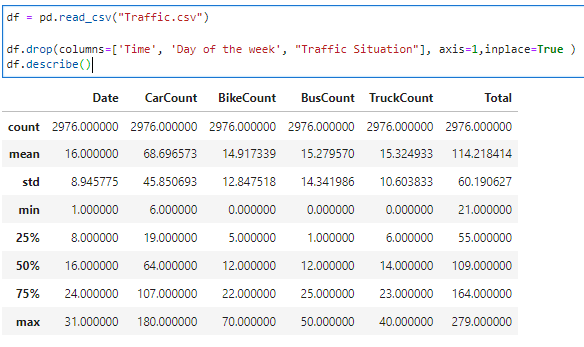 df = pd.read_csv("Traffic.csv")
df.drop(columns=['Time', 'Day of the week', "Traffic Situation"], axis=1,inplace=True )
df.describe()
Date CarCount BikeCount BusCount TruckCount Total
count 2976.000000 2976.000000 2976.000000 2976.000000 2976.000000 2976.000000
mean 16.000000 68.696573 14.917339 15.279570 15.324933 114.218414
std 8.945775 45.850693 12.847518 14.341986 10.603833 60.190627
min 1.000000 6.000000 0.000000 0.000000 0.000000 21.000000
25% 8.000000 19.000000 5.000000 1.000000 6.000000 55.000000
50% 16.000000 64.000000 12.000000 12.000000 14.000000 109.000000
75% 24.000000 107.000000 22.000000 25.000000 23.000000 164.000000
max 31.000000 180.000000 70.000000 50.000000 40.000000 279.000000